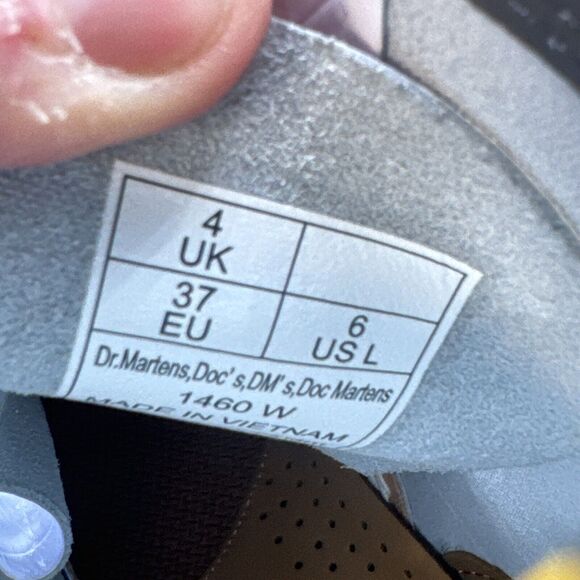 4
UK
37
EU
6
US L
Dr.Martens,Doc's,DM's,Doc Martens
1460 W
MADE IN VIETNAM